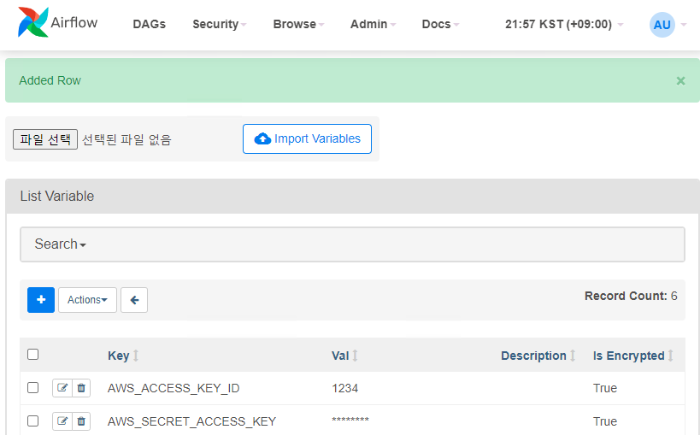 Airflow DAGs Security Browse Admin Docs 21:57 KST (+09:00) AU
Added Row ×
파일 선택 선택된 파일 없음 Import Variables
List Variable
Search
+ Actions Record Count: 6
Key Val Description Is Encrypted
AWS_ACCESS_KEY_ID 1234 True
AWS_SECRET_ACCESS_KEY ******** True